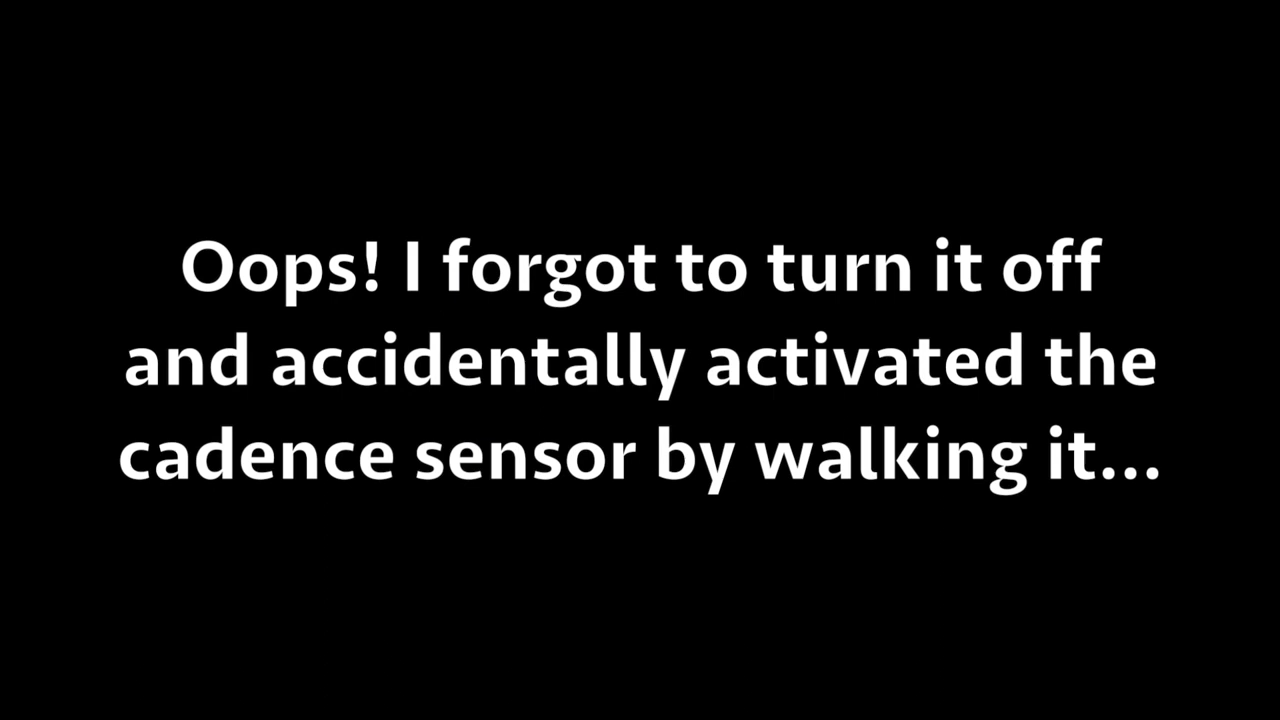 Oops! I forgot to turn it off
and accidentally activated the
cadence sensor by walking it...